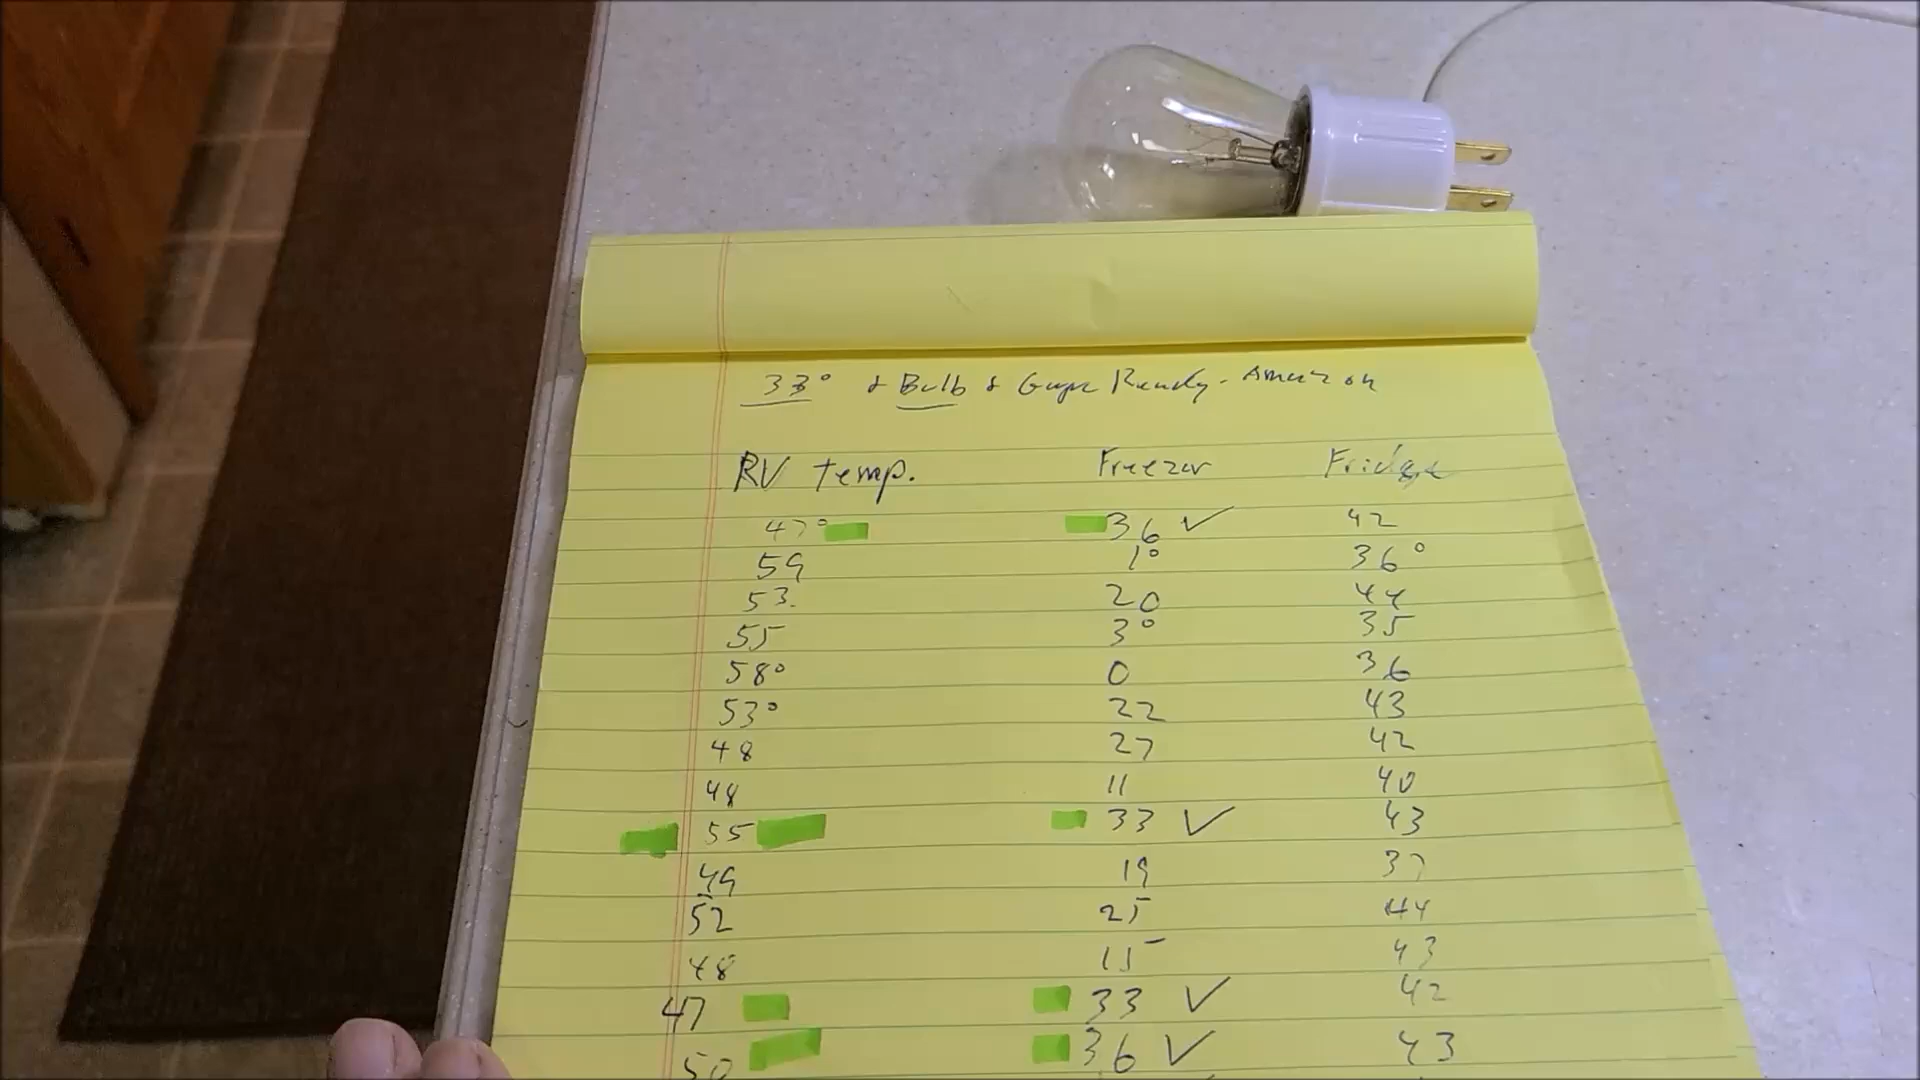 33° & Bulb & Gauge Ready - Amazon
RV Temp. Freezer Fridge
47° 36 ✓ 42
59 1° 36°
53. 20 44
55 3° 35
58° 0 36
53° 22 43
48 27 42
48 11 40
55 33 ✓ 43
49 19 37
52 25 44
48 15 43
47 33 ✓ 42
50 36 ✓ 43